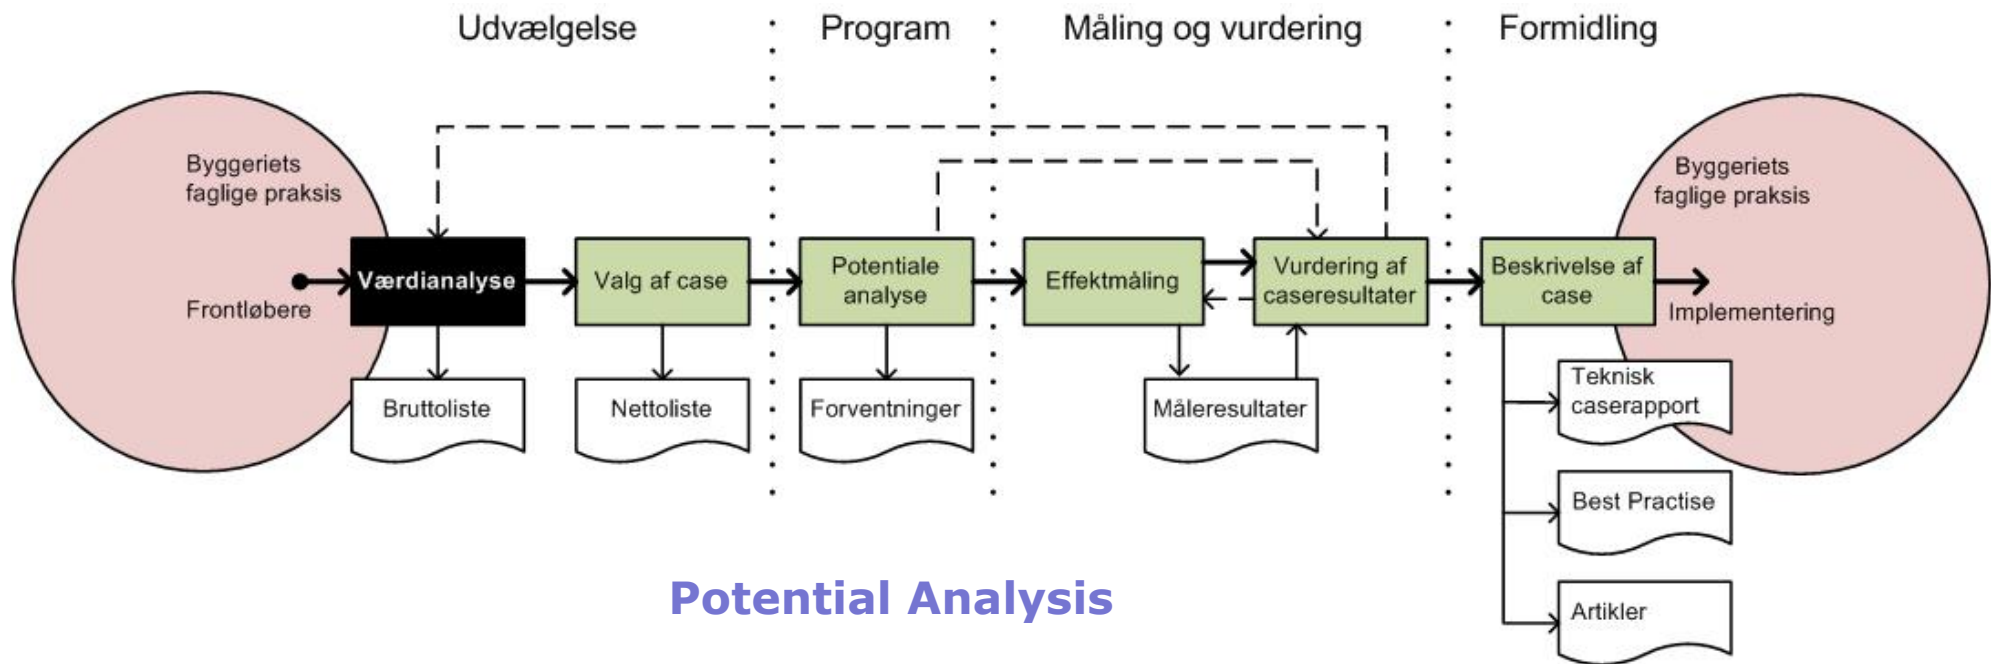 Udvælgelse
Program
Måling og vurdering
Formidling
Byggeriets
faglige praksis
Frontløbere
Værdianalyse
Valg af case
Potentiale
analyse
Effektmåling
Vurdering af
caseresultater
Beskrivelse af
case
Byggeriets
faglige praksis
Implementering
Bruttoliste
Nettoliste
Forventninger
Måleresultater
Teknisk
caserapport
Best Practise
Artikler
Potential Analysis